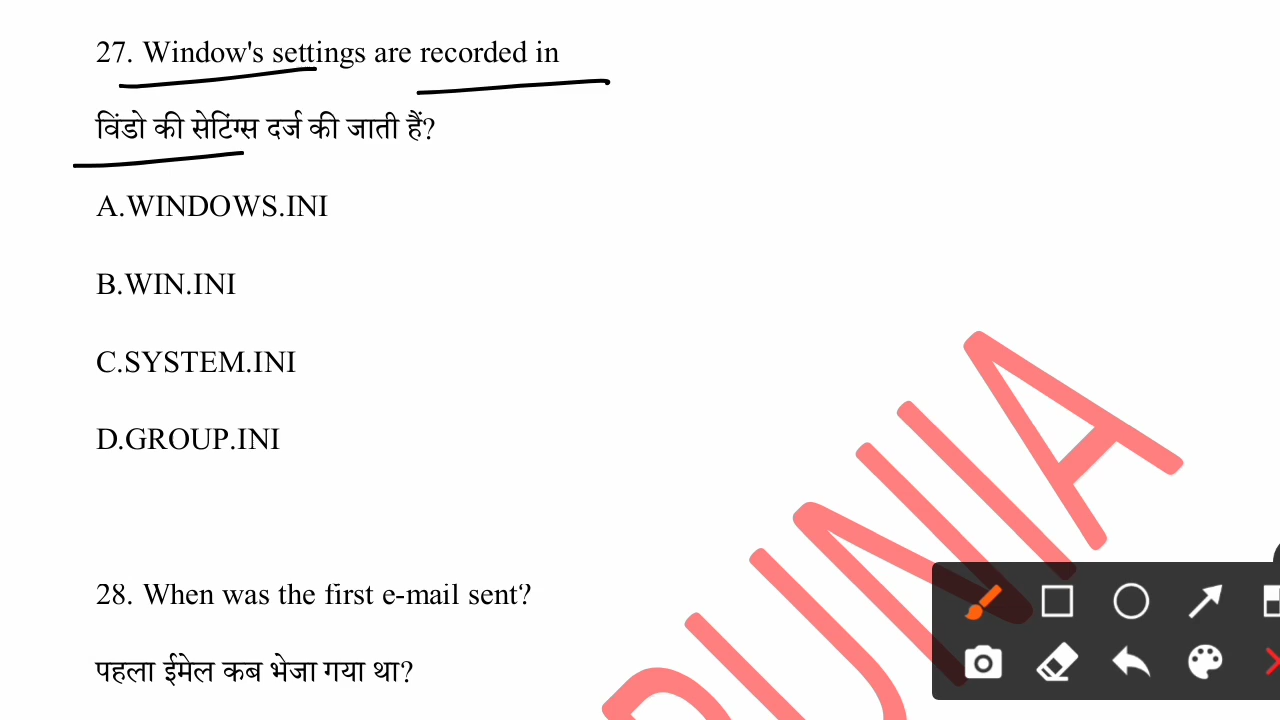 27. Window's settings are recorded in
विंडो की सेटिंग्स दर्ज की जाती हैं?
A.WINDOWS.INI
B.WIN.INI
C.SYSTEM.INI
D.GROUP.INI
28. When was the first e-mail sent?
पहला ईमेल कब भेजा गया था?